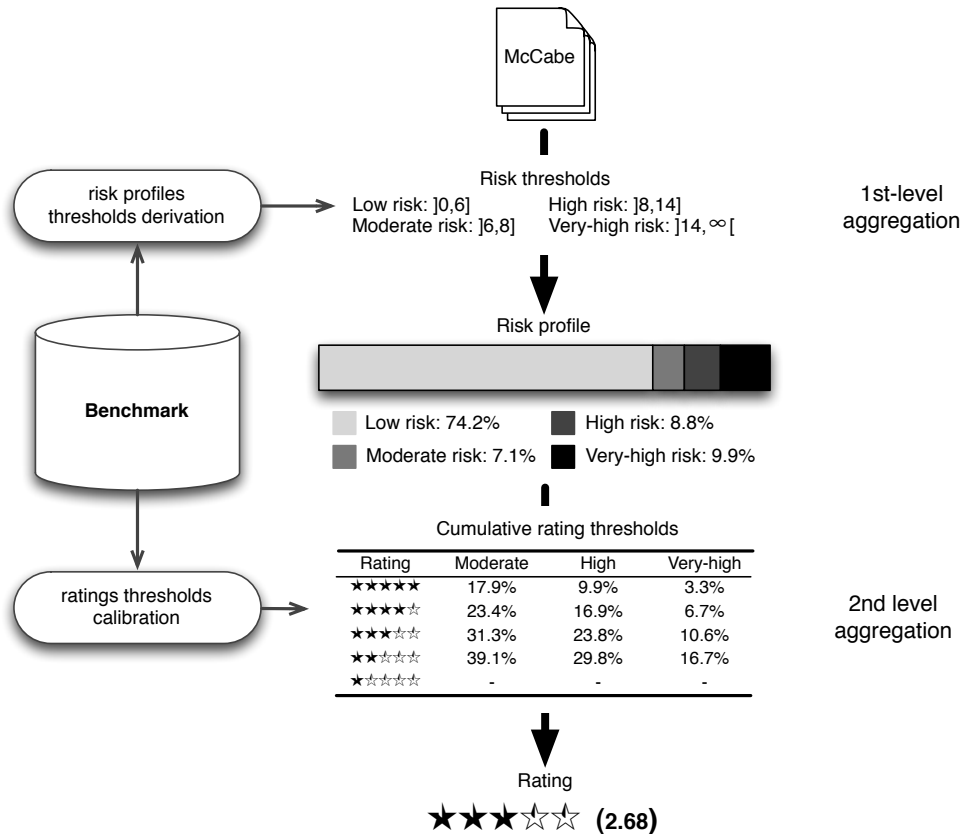 McCabe
risk profiles
thresholds derivation
Risk thresholds
Low risk: ]0,6] High risk: ]8,14]
Moderate risk: ]6,8] Very-high risk: ]14, ∞ [
1st-level
aggregation
Risk profile
Benchmark
Low risk: 74.2% High risk: 8.8%
Moderate risk: 7.1% Very-high risk: 9.9%
Cumulative rating thresholds
Rating Moderate High Very-high
★★★★★ 17.9% 9.9% 3.3%
★★★★☆ 23.4% 16.9% 6.7%
★★★☆☆ 31.3% 23.8% 10.6%
★★☆☆☆ 39.1% 29.8% 16.7%
★☆☆☆☆ - - -
ratings thresholds
calibration
2nd level
aggregation
Rating
★★★☆☆ (2.68)